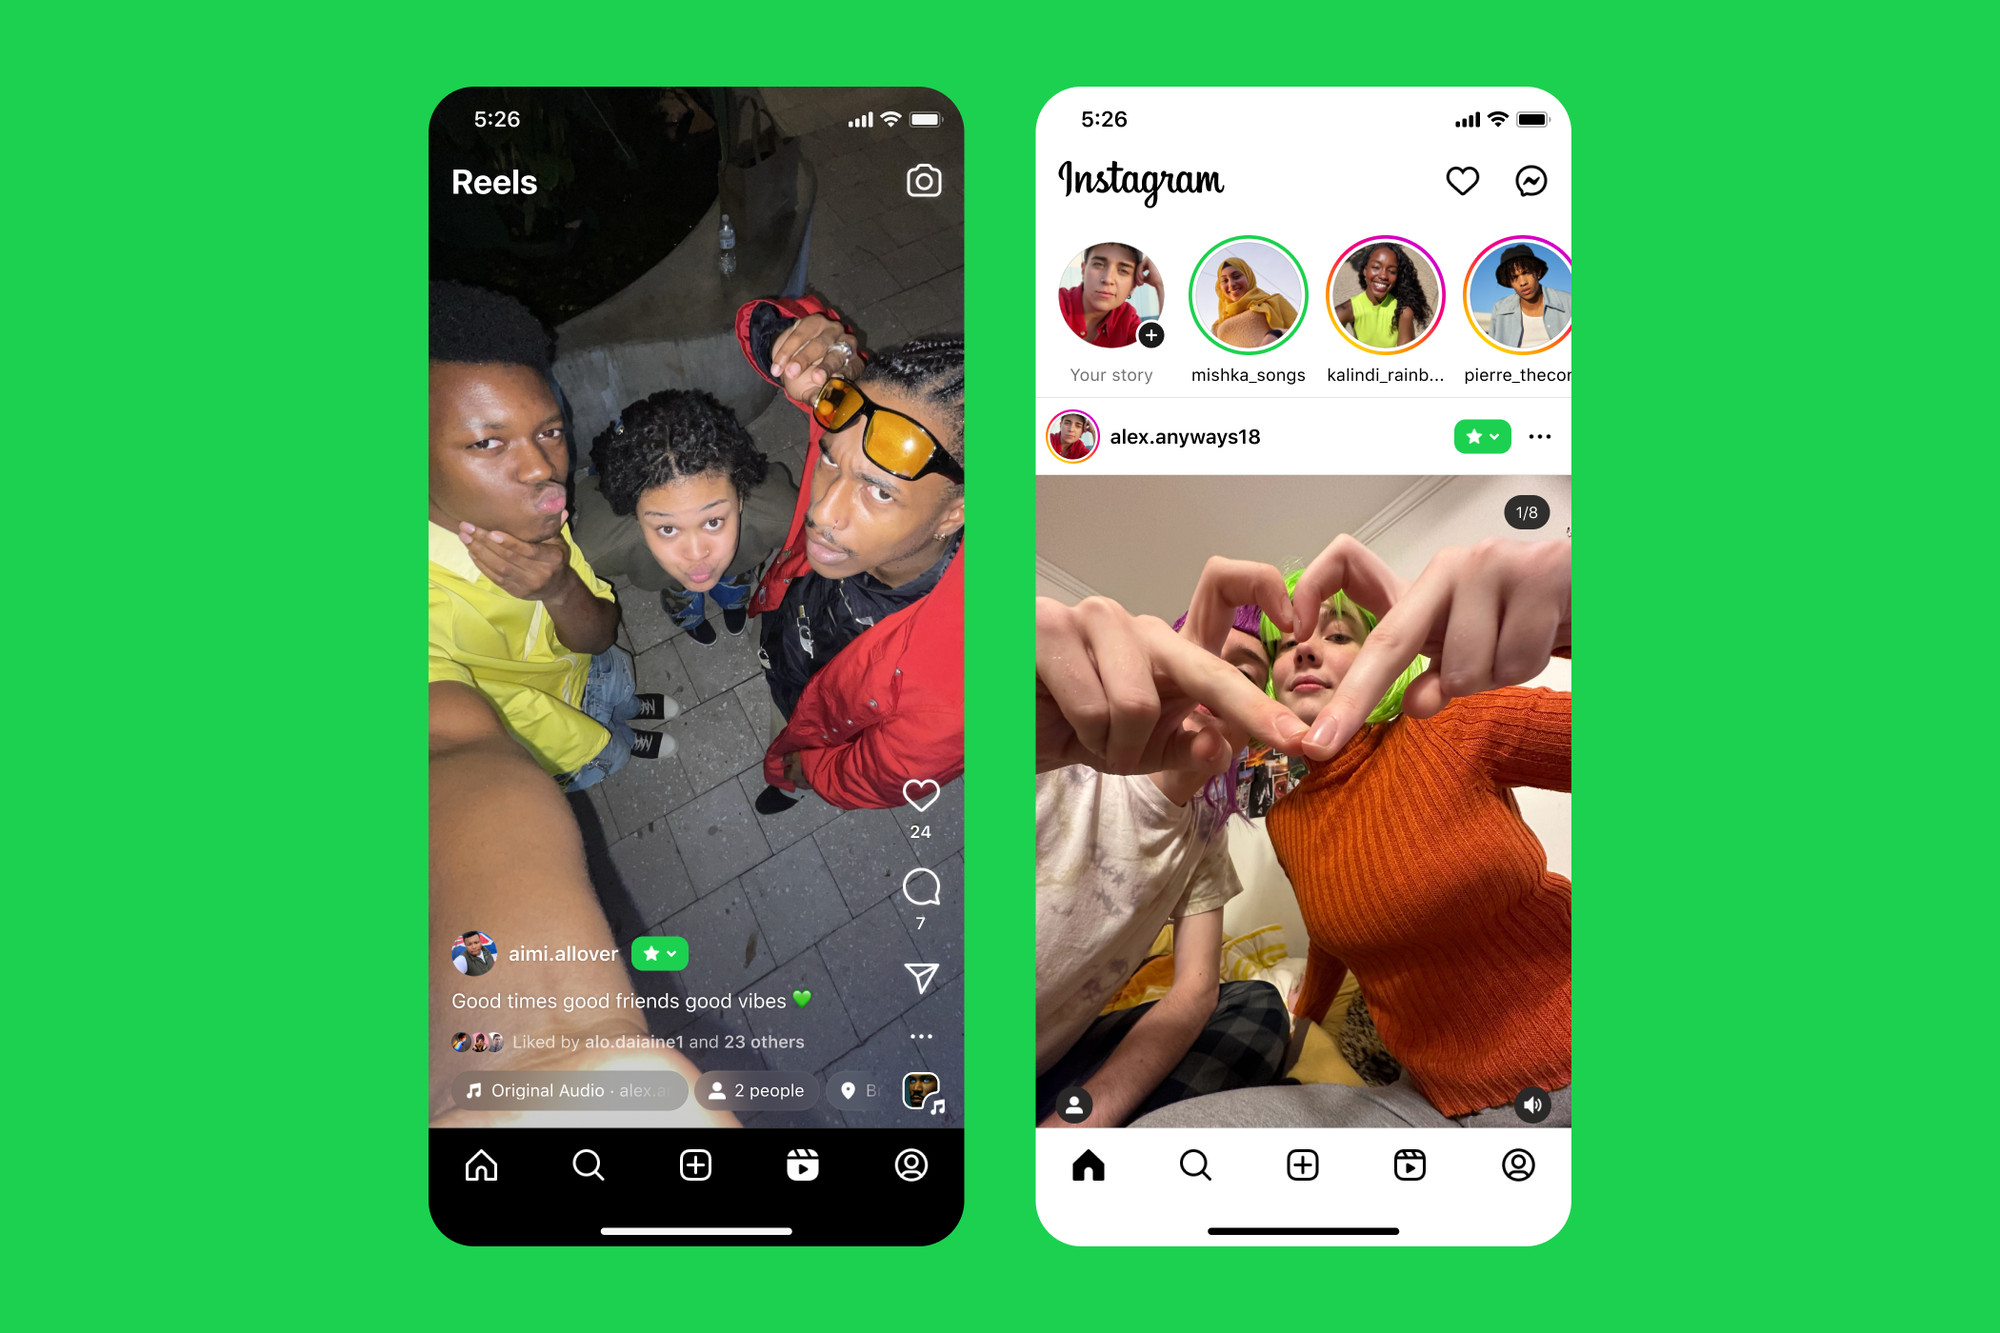 5:26
Reels
24
7
aimi.allover
Good times good friends good vibes 💚
Liked by alo.daiaine1 and 23 others
Original Audio · alex.a
2 people
5:26
Instagram
Your story
mishka_songs
kalindi_rainb...
pierre_thecor
alex.anyways18
1/8